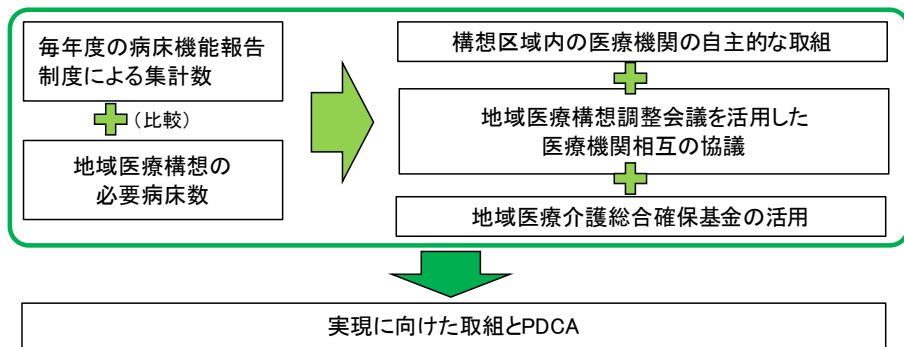 毎年度の病床機能報告
制度による集計数
(比較)
地域医療構想の
必要病床数
構想区域内の医療機関の自主的な取組
地域医療構想調整会議を活用した
医療機関相互の協議
地域医療介護総合確保基金の活用
実現に向けた取組とPDCA